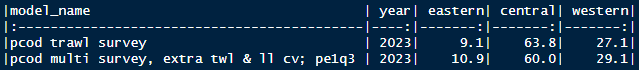 |model_name | year| eastern| central| western|
|:-------------------------------------------|----:|-------:|-------:|-------:|
|pcod trawl survey | 2023| 9.1| 63.8| 27.1|
|pcod multi survey, extra twl & ll cv; pe1q3 | 2023| 10.9| 60.0| 29.1|